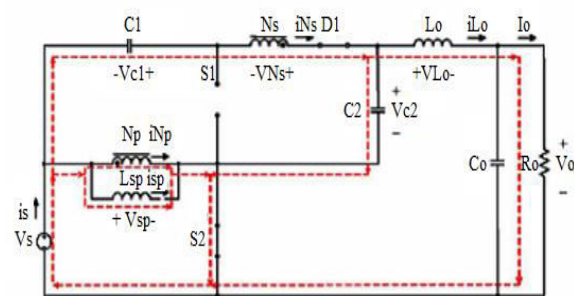 C1
Ns iNs D1
Lo iLo Io
-Vc1+
S1
-VNs+
+VLo-
C2
+
Vc2
-
Np iNp
Lsp isp
+ Vsp-
Co
Ro
+
Vo
-
is
Vs
S2